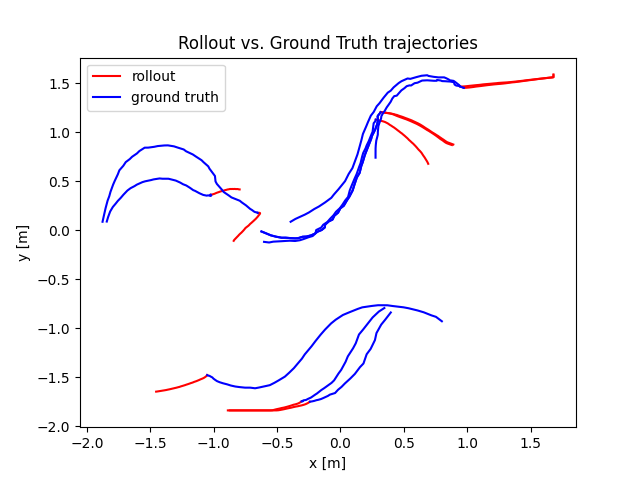 Rollout vs. Ground Truth trajectories
rollout
ground truth
1.5
1.0
0.5
0.0
−0.5
−1.0
−1.5
−2.0
y [m]
−2.0 −1.5 −1.0 −0.5 0.0 0.5 1.0 1.5
x [m]